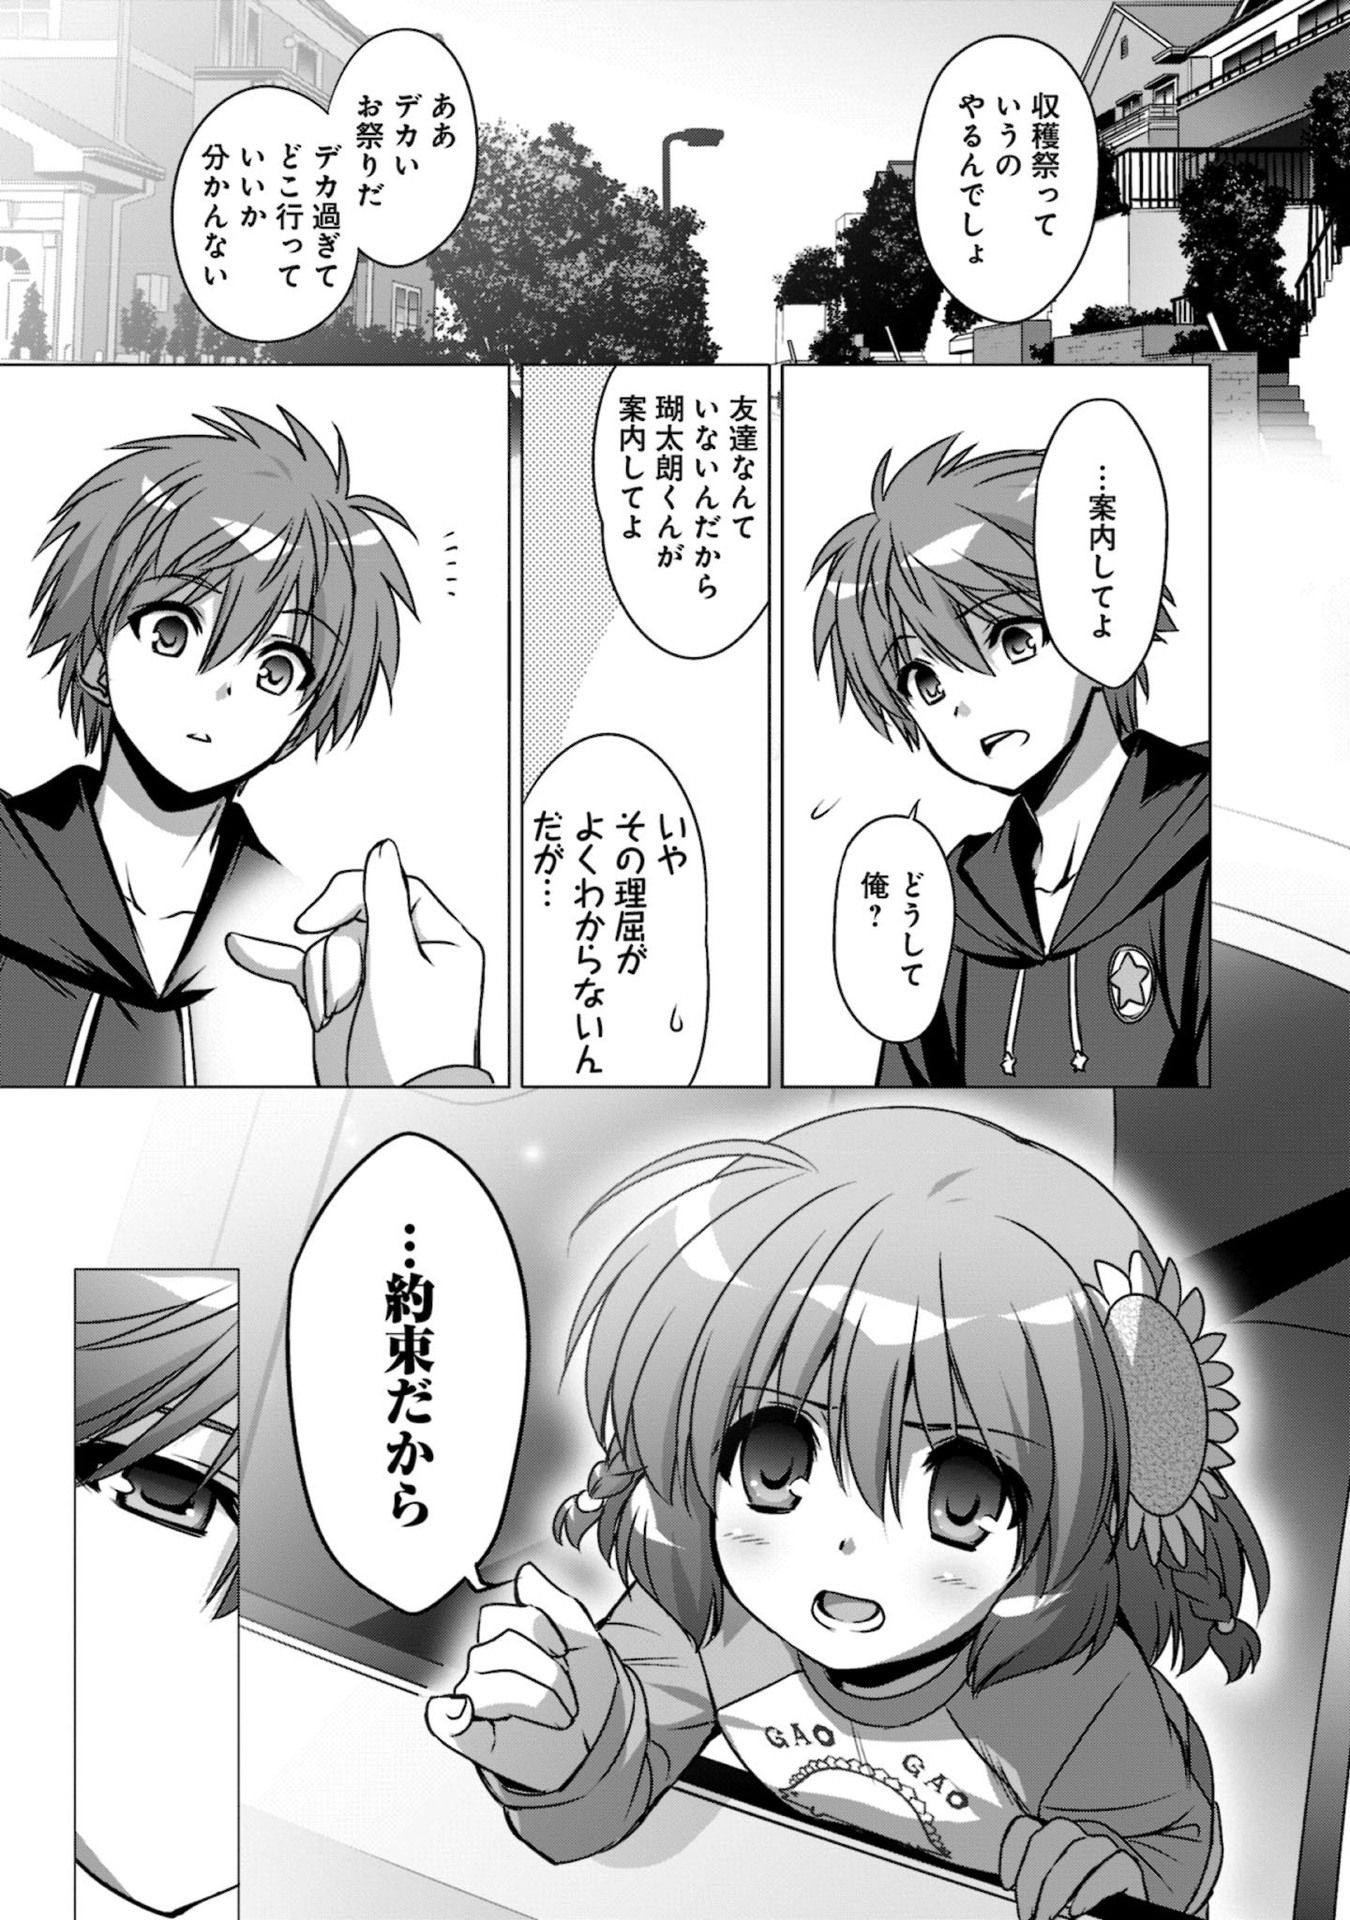 収穫祭って
いうの
やるんでしょ
ああ
デカい
お祭りだ
デカ過ぎて
どこ行って
いいか
分かんない
…案内してよ
どうして
俺？
友達なんて
いないんだから
瑚太朗くんが
案内してよ
いや
その理屈が
よくわからないん
だが…
…約束だから
GAO GAO